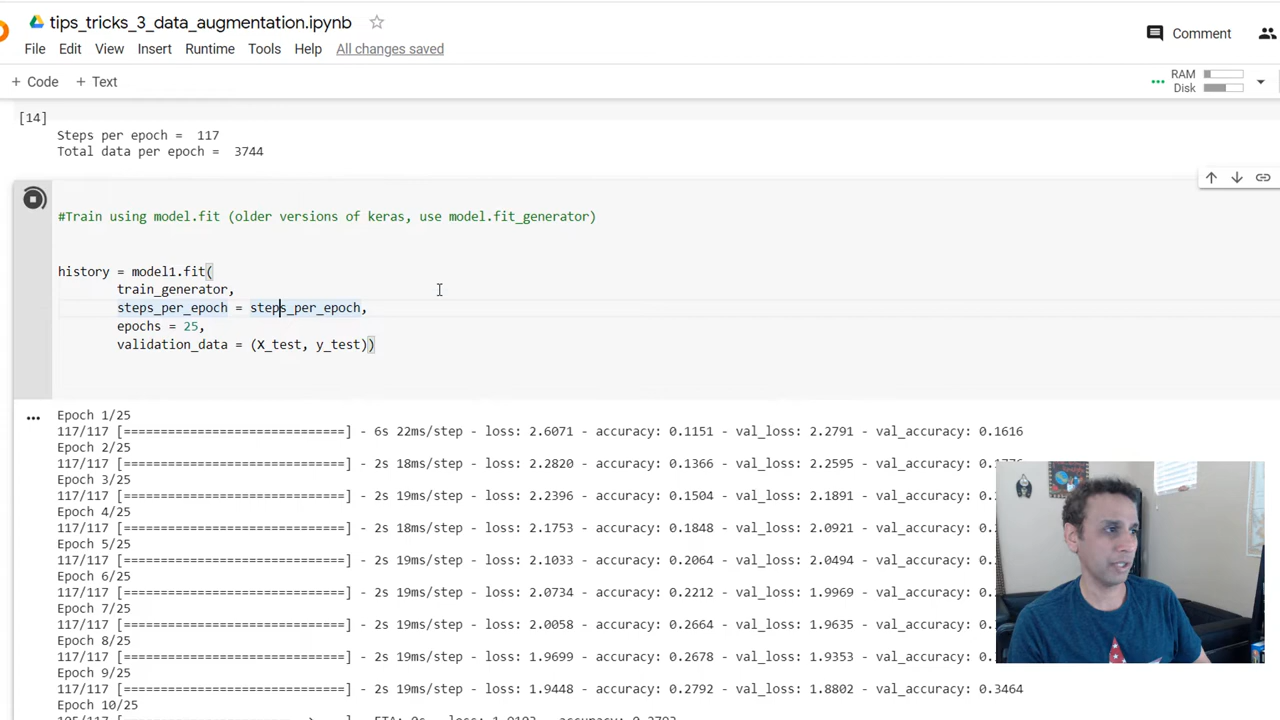 tips_tricks_3_data_augmentation.ipynb
File Edit View Insert Runtime Tools Help All changes saved
Comment
+ Code + Text
RAM
Disk
[14]
Steps per epoch = 117
Total data per epoch = 3744
#Train using model.fit (older versions of keras, use model.fit_generator)
history = model1.fit(
train_generator,
steps_per_epoch = steps_per_epoch,
epochs = 25,
validation_data = (X_test, y_test))
Epoch 1/25
117/117 [==============================] - 6s 22ms/step - loss: 2.6071 - accuracy: 0.1151 - val_loss: 2.2791 - val_accuracy: 0.1616
Epoch 2/25
117/117 [==============================] - 2s 18ms/step - loss: 2.2820 - accuracy: 0.1366 - val_loss: 2.2595 - val_accuracy:
Epoch 3/25
117/117 [==============================] - 2s 19ms/step - loss: 2.2396 - accuracy: 0.1504 - val_loss: 2.1891 - val_accuracy:
Epoch 4/25
117/117 [==============================] - 2s 18ms/step - loss: 2.1753 - accuracy: 0.1848 - val_loss: 2.0921 - val_accuracy:
Epoch 5/25
117/117 [==============================] - 2s 19ms/step - loss: 2.1033 - accuracy: 0.2064 - val_loss: 2.0494 - val_accuracy:
Epoch 6/25
117/117 [==============================] - 2s 19ms/step - loss: 2.0734 - accuracy: 0.2212 - val_loss: 1.9969 - val_accuracy:
Epoch 7/25
117/117 [==============================] - 2s 19ms/step - loss: 2.0058 - accuracy: 0.2664 - val_loss: 1.9635 - val_accuracy:
Epoch 8/25
117/117 [==============================] - 2s 19ms/step - loss: 1.9699 - accuracy: 0.2678 - val_loss: 1.9353 - val_accuracy:
Epoch 9/25
117/117 [==============================] - 2s 19ms/step - loss: 1.9448 - accuracy: 0.2792 - val_loss: 1.8802 - val_accuracy: 0.3464
Epoch 10/25